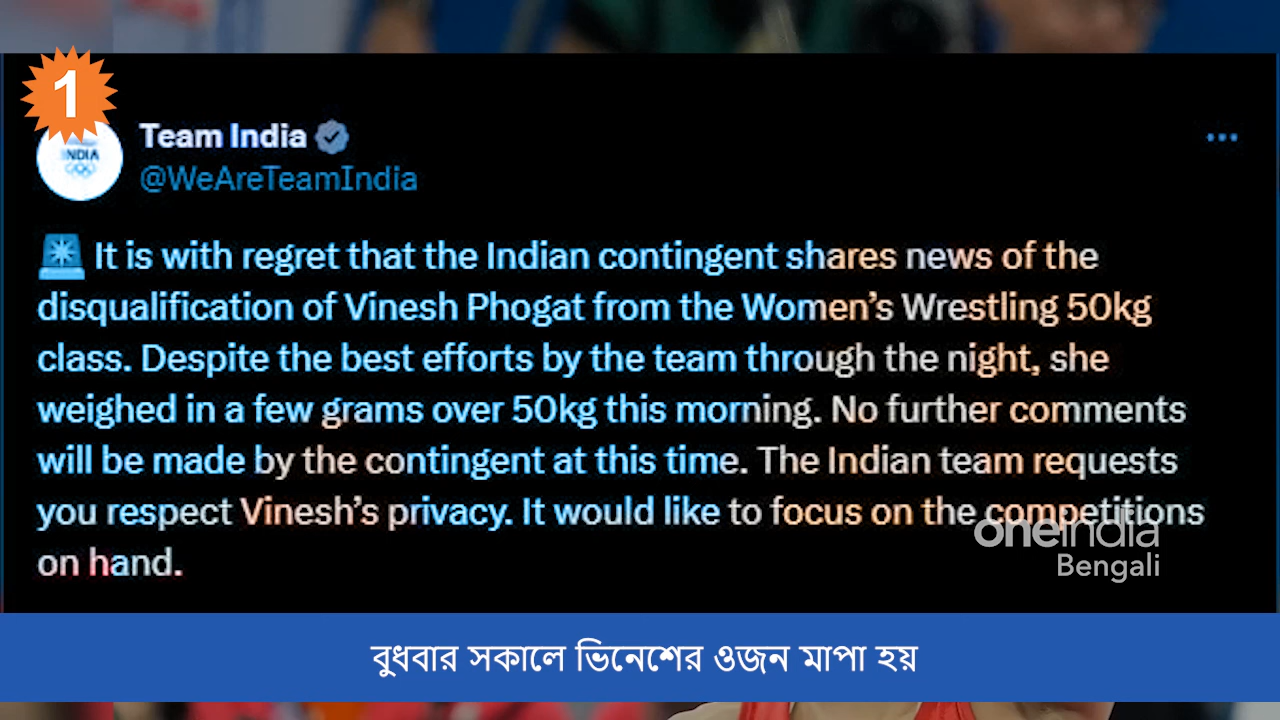 1
Team India
@WeAreTeamIndia
INDIA
It is with regret that the Indian contingent shares news of the
disqualification of Vinesh Phogat from the Women’s Wrestling 50kg
class. Despite the best efforts by the team through the night, she
weighed in a few grams over 50kg this morning. No further comments
will be made by the contingent at this time. The Indian team requests
you respect Vinesh’s privacy. It would like to focus on the competitions
on hand.
oneindia
Bengali
বুধবার সকালে ভিনেশের ওজন মাপা হয়